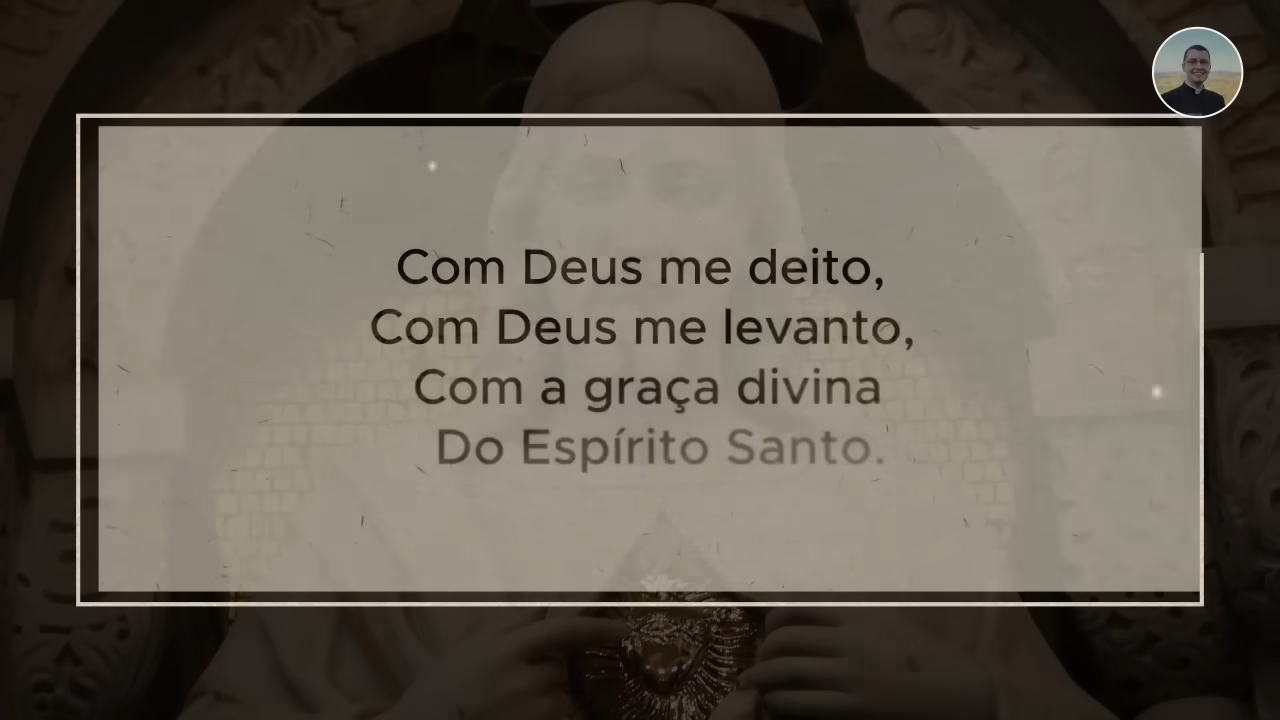 Com Deus me deito,
Com Deus me levanto,
Com a graça divina
Do Espírito Santo.